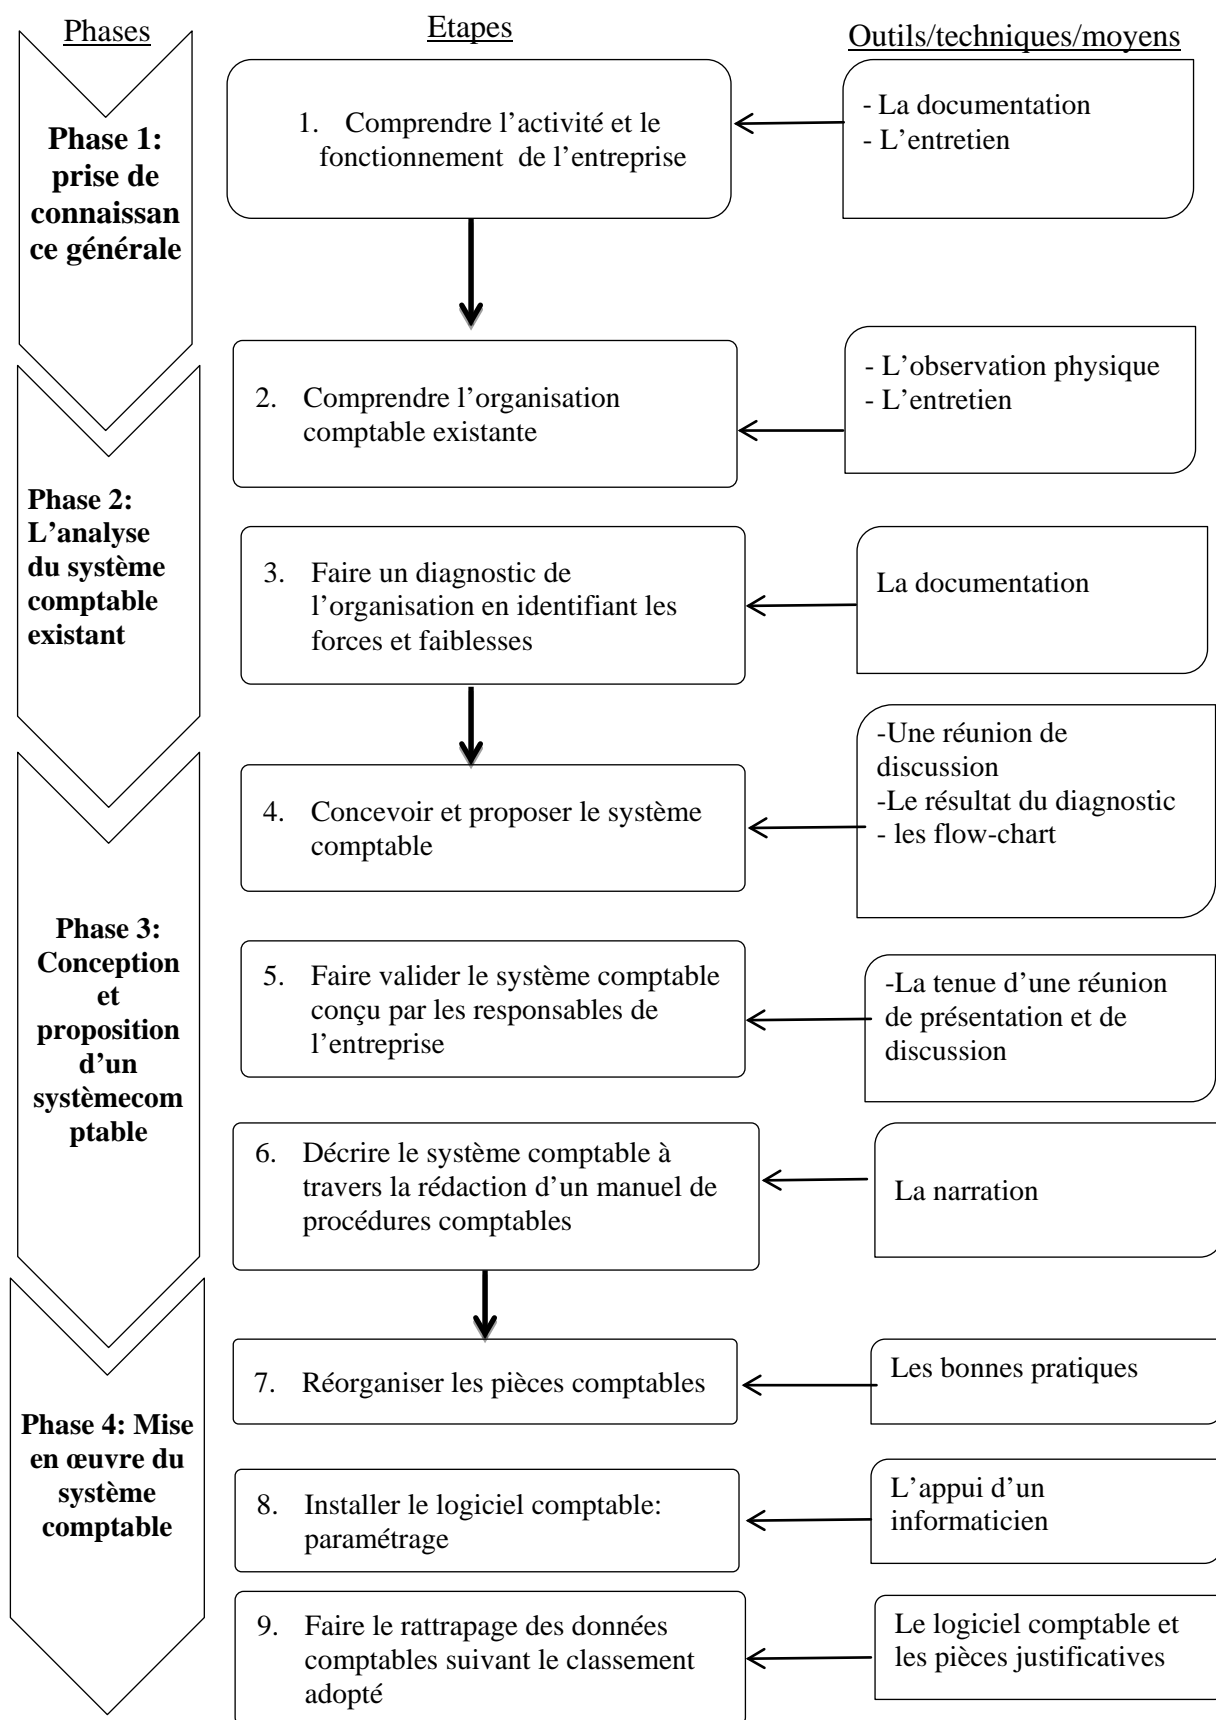 Phases
Etapes
Outils/techniques/moyens
Phase 1:
prise de
connaissan
ce générale
1. Comprendre l’activité et le
fonctionnement de l’entreprise
- La documentation
- L’entretien
2. Comprendre l’organisation
comptable existante
- L’observation physique
- L’entretien
Phase 2:
L’analyse
du système
comptable
existant
3. Faire un diagnostic de
l’organisation en identifiant les
forces et faiblesses
La documentation
4. Concevoir et proposer le système
comptable
-Une réunion de
discussion
-Le résultat du diagnostic
- les flow-chart
Phase 3:
Conception
et
proposition
d’un
systèmecom
ptable
5. Faire valider le système comptable
conçu par les responsables de
l’entreprise
-La tenue d’une réunion
de présentation et de
discussion
6. Décrire le système comptable à
travers la rédaction d’un manuel de
procédures comptables
La narration
Phase 4: Mise
en œuvre du
système
comptable
7. Réorganiser les pièces comptables
Les bonnes pratiques
8. Installer le logiciel comptable:
paramétrage
L’appui d’un
informaticien
9. Faire le rattrapage des données
comptables suivant le classement
adopté
Le logiciel comptable et
les pièces justificatives